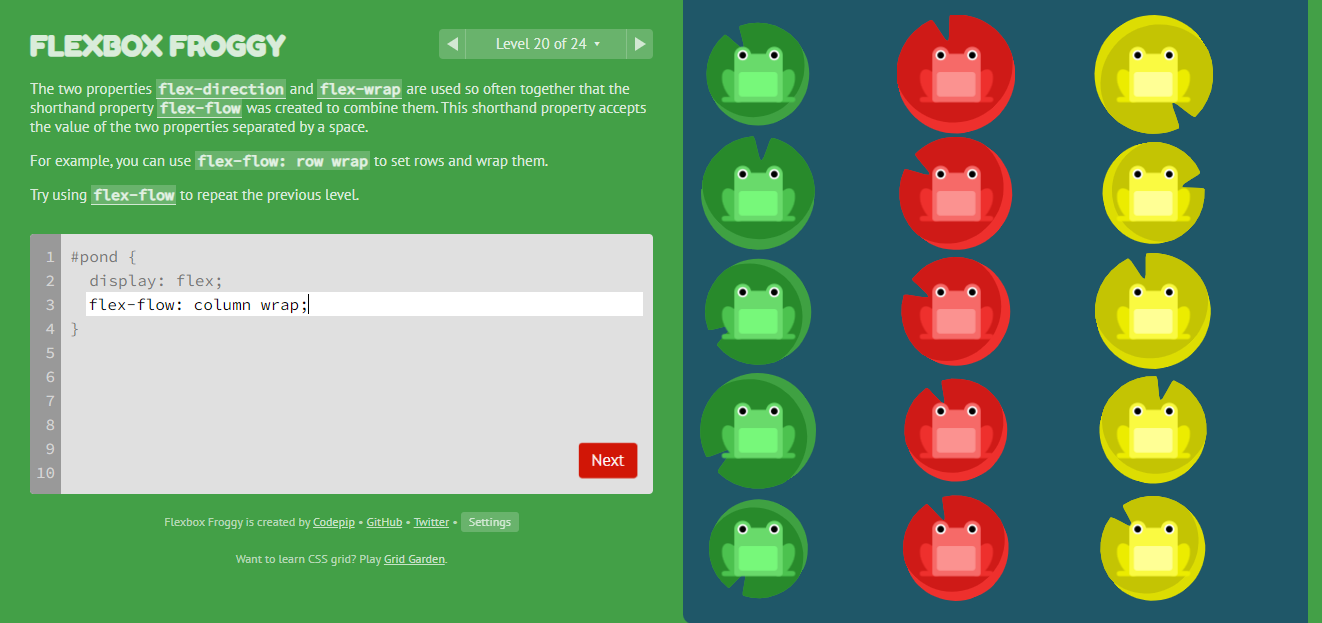 FLEXBOX FROGGY
Level 20 of 24
The two properties flex-direction and flex-wrap are used so often together that the
shorthand property flex-flow was created to combine them. This shorthand property accepts
the value of the two properties separated by a space.
For example, you can use flex-flow: row wrap to set rows and wrap them.
Try using flex-flow to repeat the previous level.
1 #pond {
2 display: flex;
3 flex-flow: column wrap;
4 }
5
6
7
8
9
10
Next
Flexbox Froggy is created by Codepip • GitHub • Twitter • Settings
Want to learn CSS grid? Play Grid Garden.